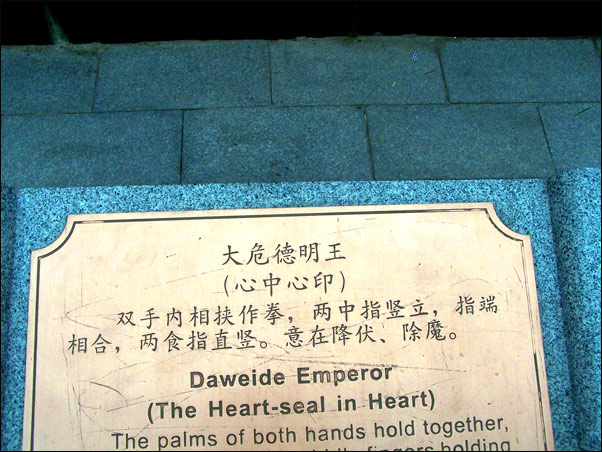 大危德明王
(心中心印)
双手内相挟作拳，两中指竖立，指端
相合，两食指直竖。意在降伏、除魔。
Daweide Emperor
(The Heart-seal in Heart)
The palms of both hands hold together,
fingers holding